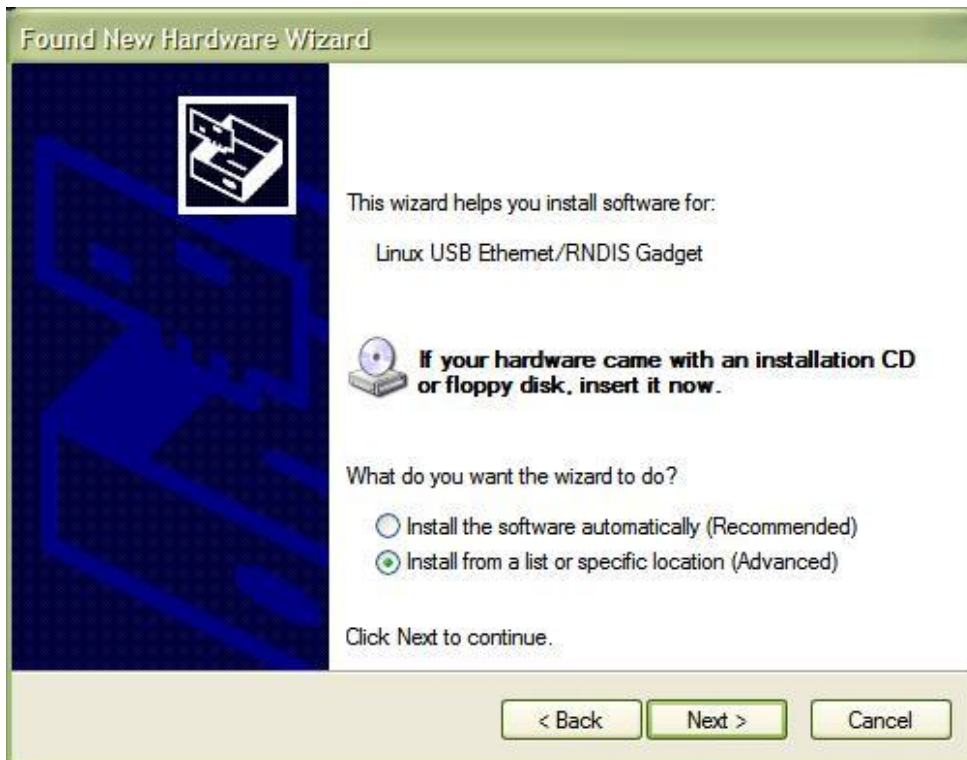 Found New Hardware Wizard
This wizard helps you install software for:
Linux USB Ethernet/RNDIS Gadget
If your hardware came with an installation CD
or floppy disk, insert it now.
What do you want the wizard to do?
Install the software automatically (Recommended)
Install from a list or specific location (Advanced)
Click Next to continue.
< Back Next > Cancel